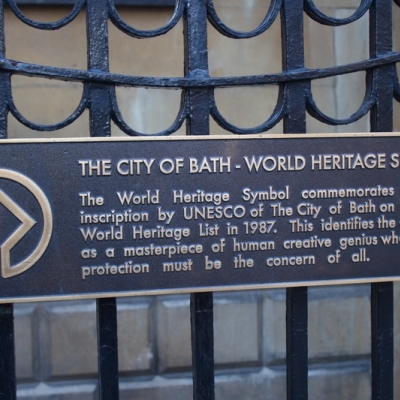 THE CITY OF BATH - WORLD HERITAGE S
The World Heritage Symbol commemorates
inscription by UNESCO of The City of Bath on
World Heritage List in 1987. This identifies the
as a masterpiece of human creative genius who
protection must be the concern of all.